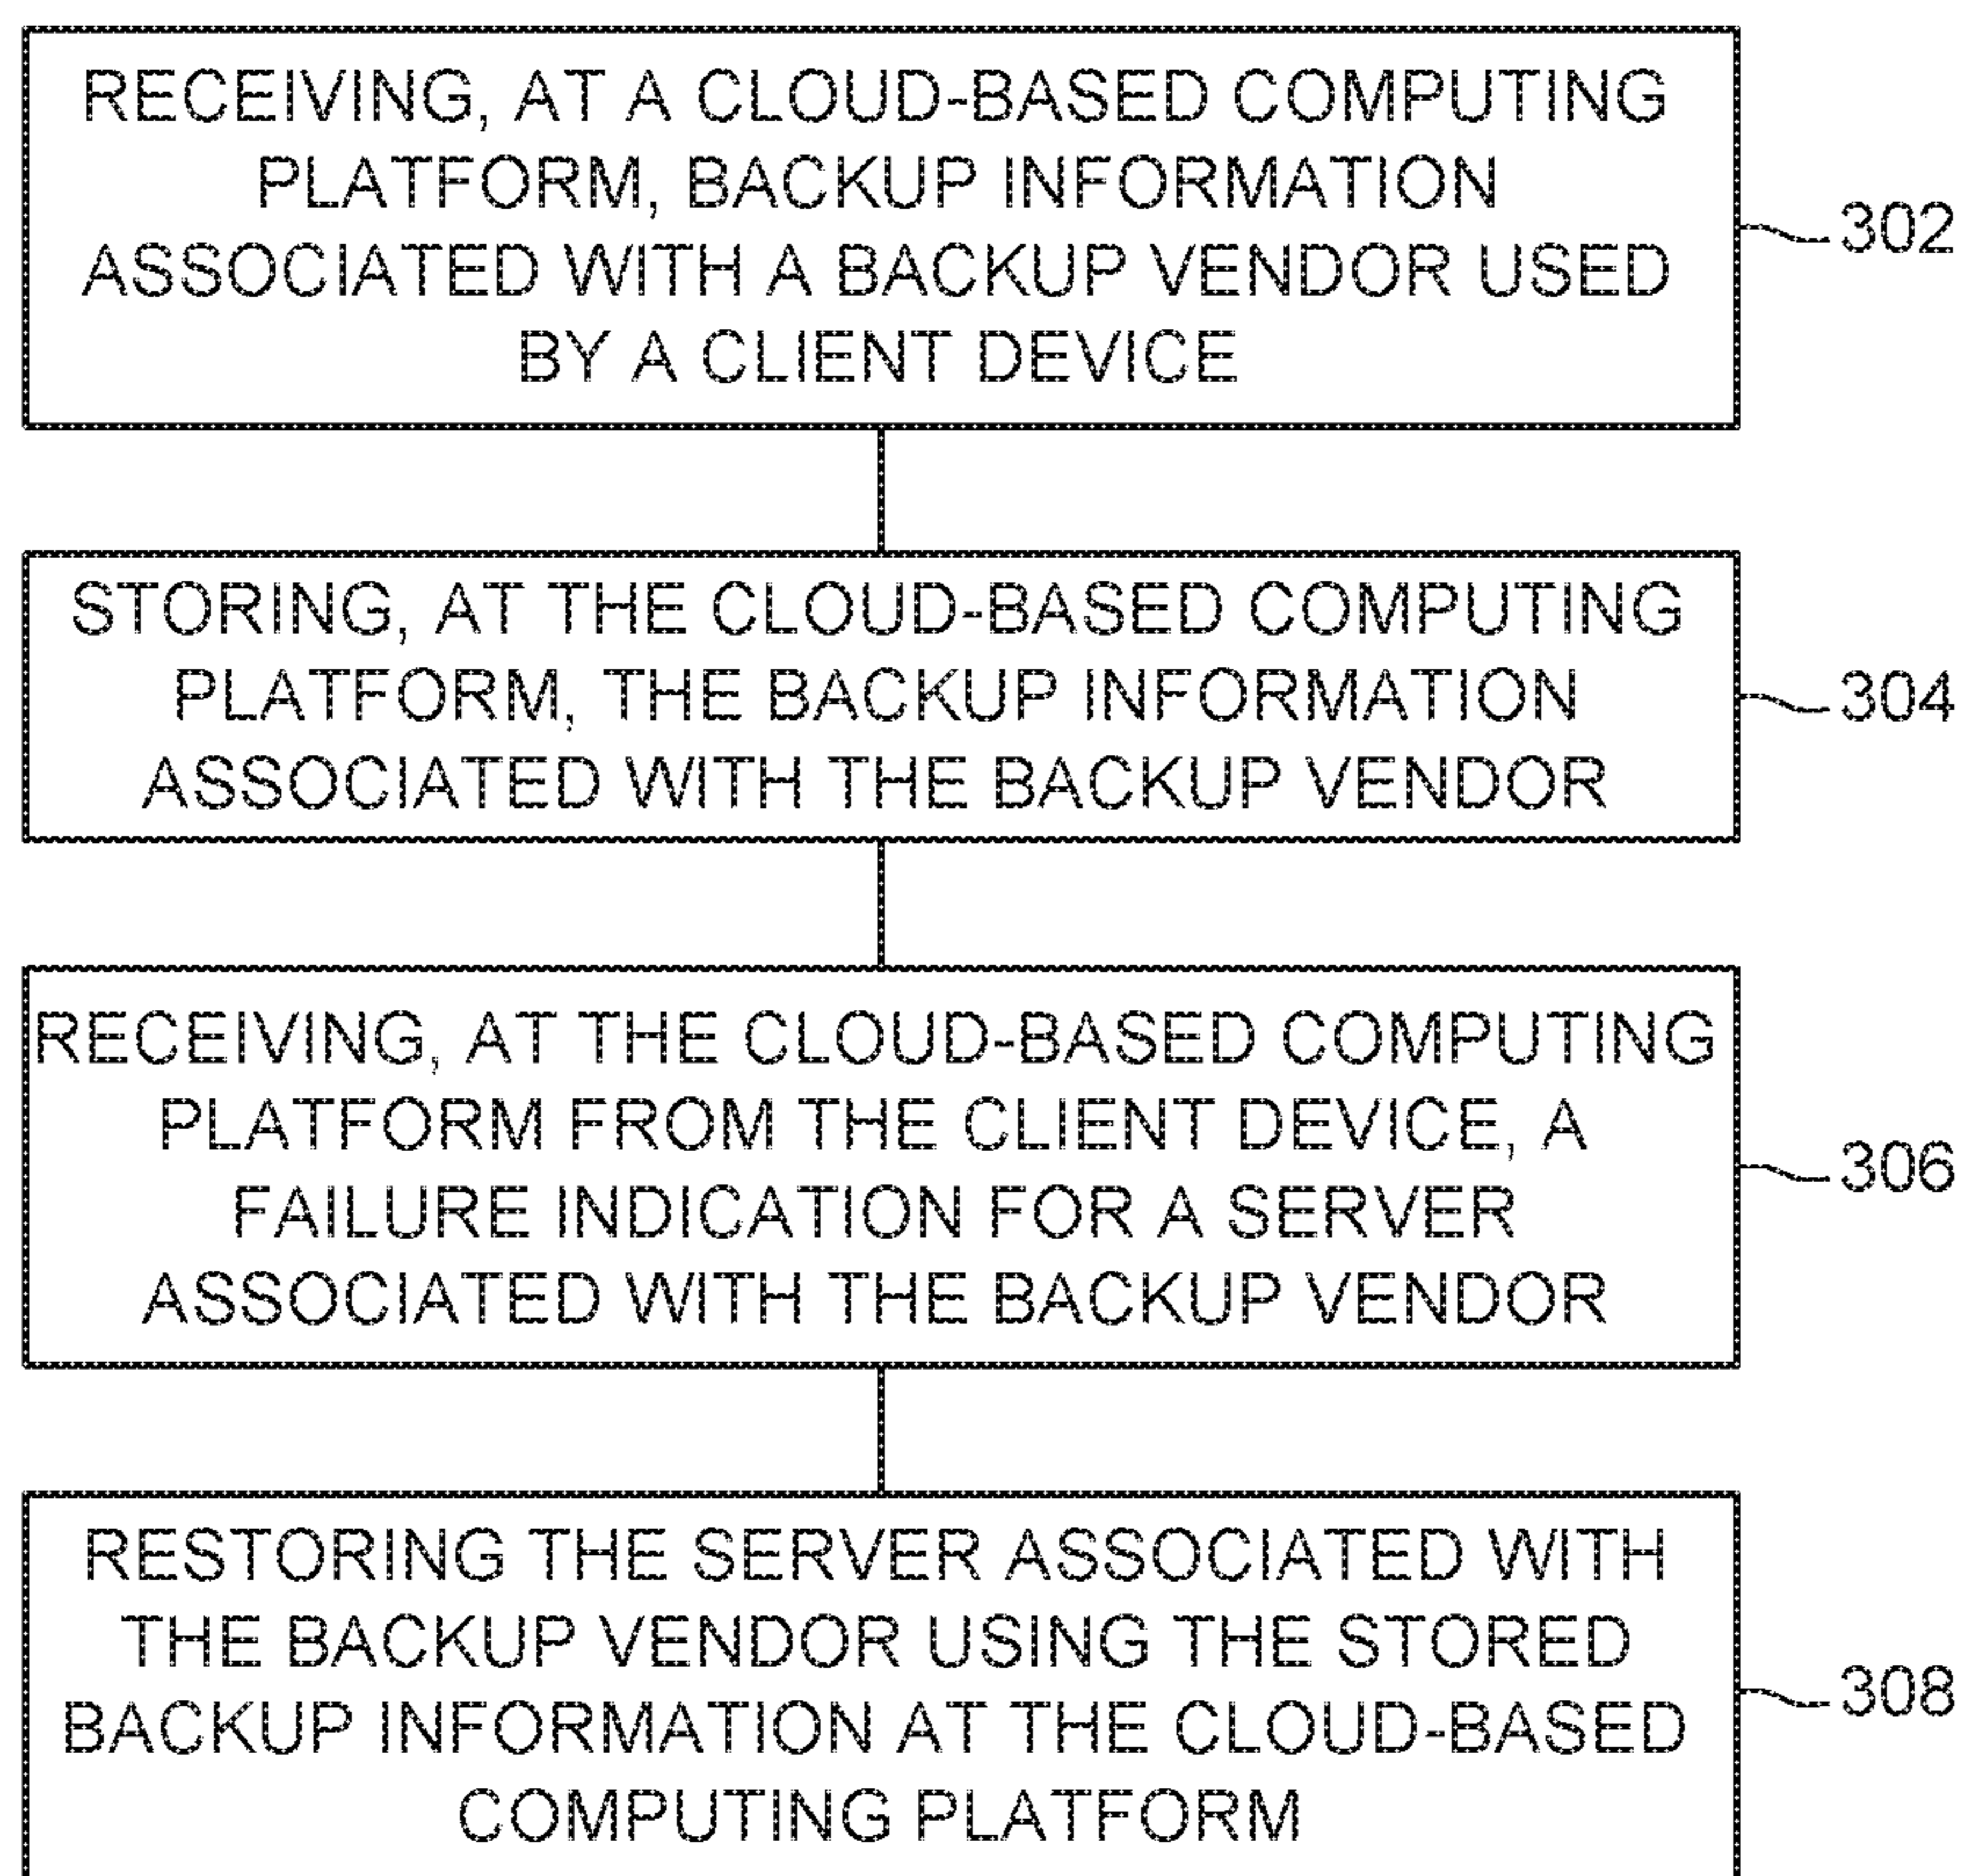 RECEIVING, AT A CLOUD-BASED COMPUTING
PLATFORM, BACKUP INFORMATION
ASSOCIATED WITH A BACKUP VENDOR USED
BY A CLIENT DEVICE
302
STORING, AT THE CLOUD-BASED COMPUTING
PLATFORM, THE BACKUP INFORMATION
ASSOCIATED WITH THE BACKUP VENDOR
304
RECEIVING, AT THE CLOUD-BASED COMPUTING
PLATFORM FROM THE CLIENT DEVICE, A
FAILURE INDICATION FOR A SERVER
ASSOCIATED WITH THE BACKUP VENDOR
306
RESTORING THE SERVER ASSOCIATED WITH
THE BACKUP VENDOR USING THE STORED
BACKUP INFORMATION AT THE CLOUD-BASED
COMPUTING PLATFORM
308